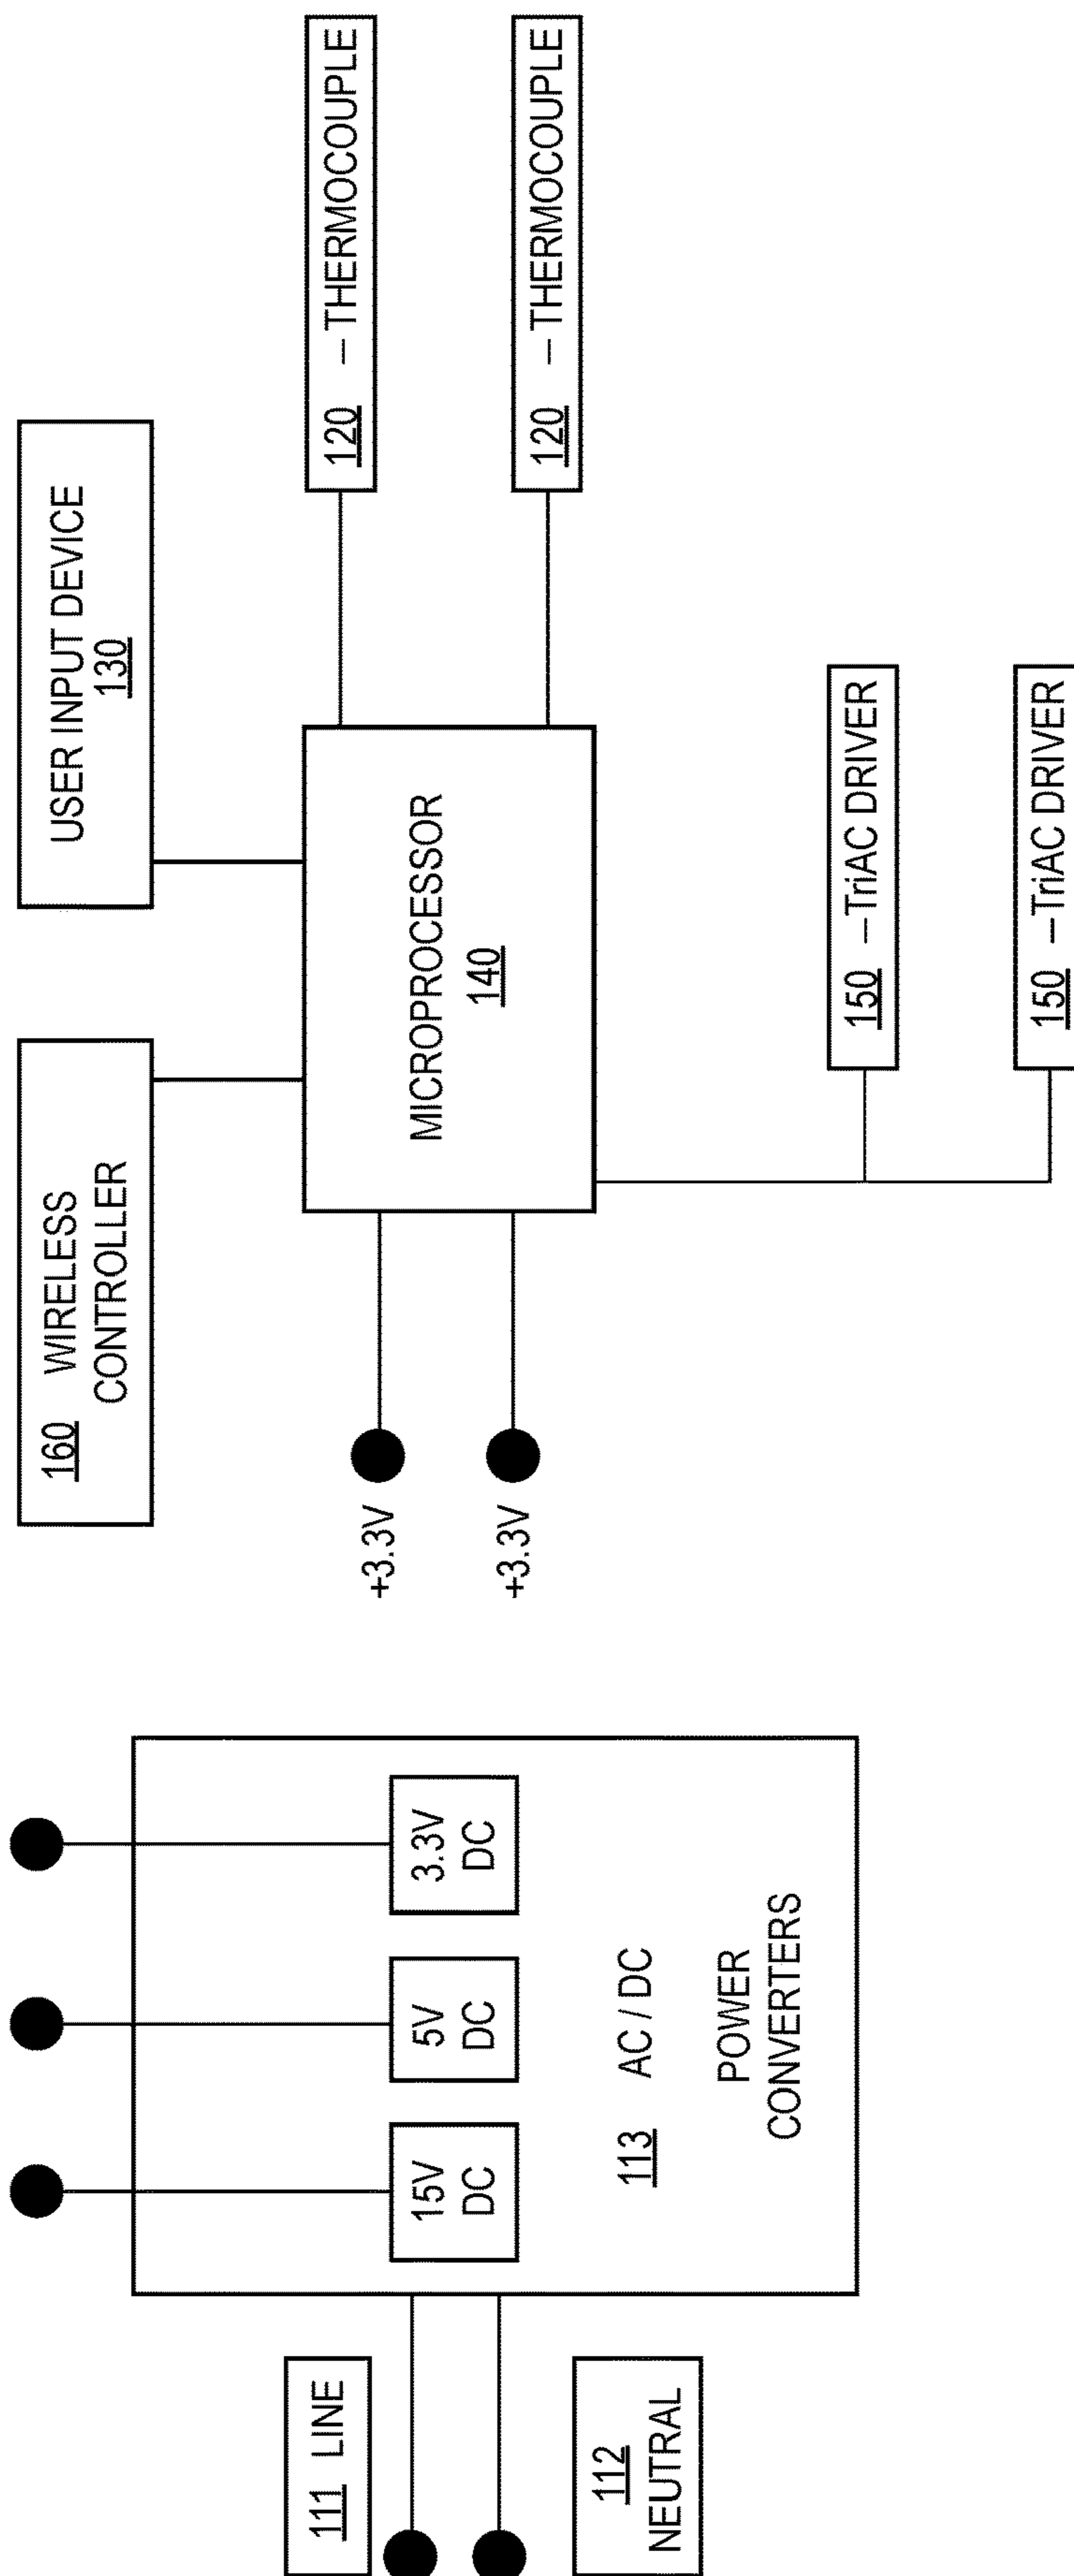 111 LINE
112
NEUTRAL
15V
DC
5V
DC
3.3V
DC
113 AC / DC
POWER
CONVERTERS
160 WIRELESS
CONTROLLER
USER INPUT DEVICE
130
+3.3V
+3.3V
MICROPROCESSOR
140
120 – THERMOCOUPLE
120 – THERMOCOUPLE
150 – TriAC DRIVER
150 – TriAC DRIVER